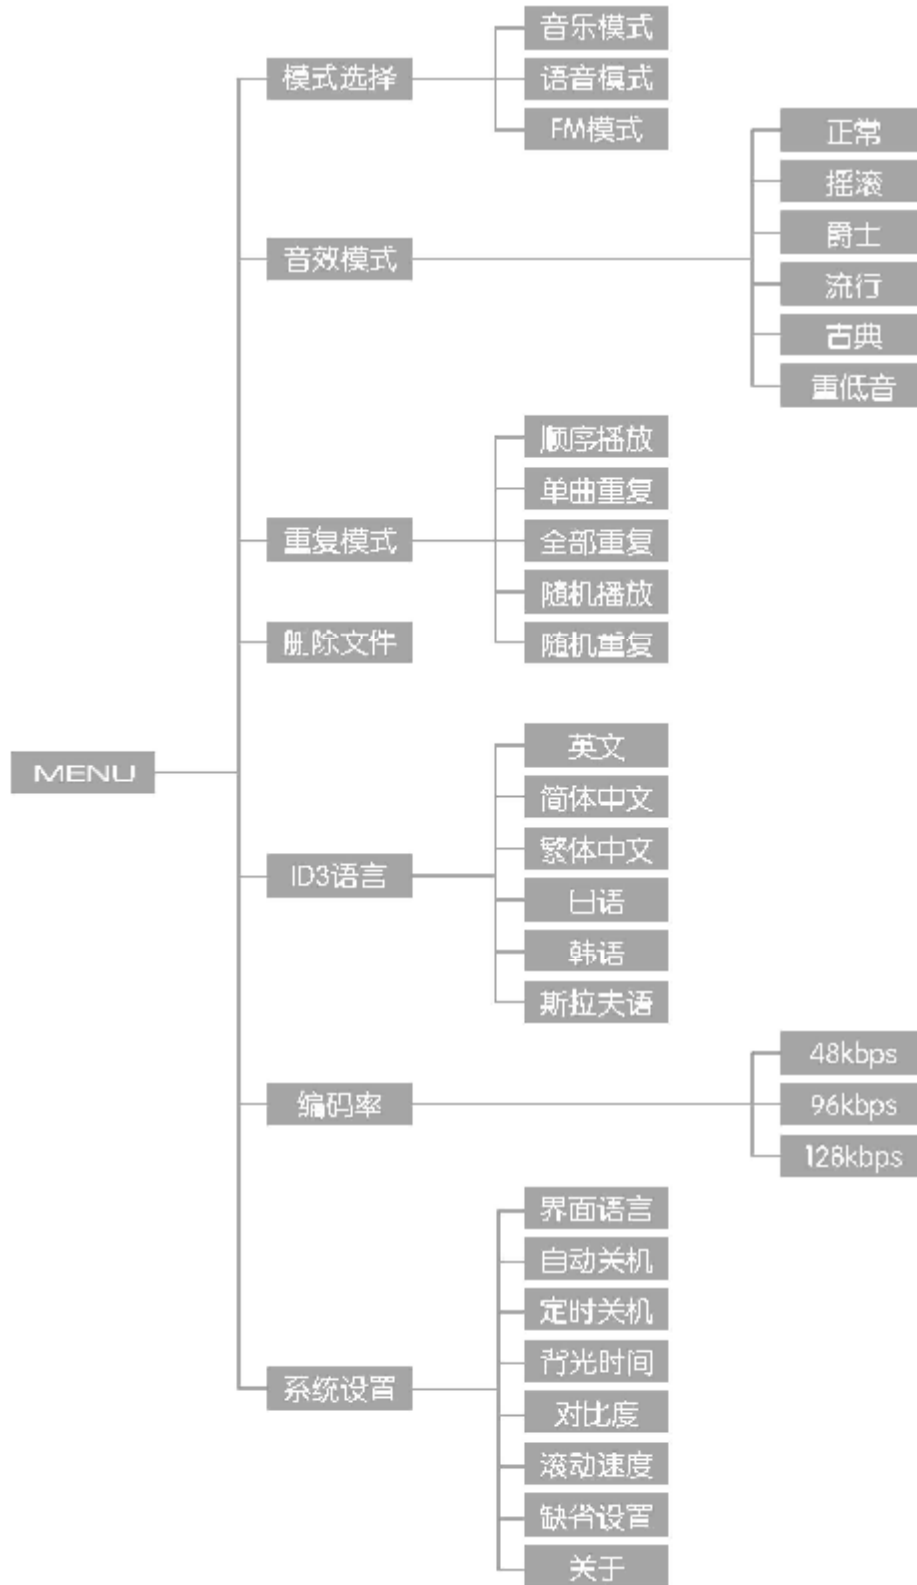 MENU
模式选择
音乐模式
语音模式
FM模式
音效模式
正常
摇滚
爵士
流行
古典
重低音
重复模式
顺序播放
单曲重复
全部重复
随机播放
随机重复
删除文件
ID3语言
英文
简体中文
繁体中文
日语
韩语
斯拉夫语
编码率
48kbps
96kbps
128kbps
系统设置
界面语言
自动关机
定时关机
背光时间
对比度
滚动速度
缺省设置
关于